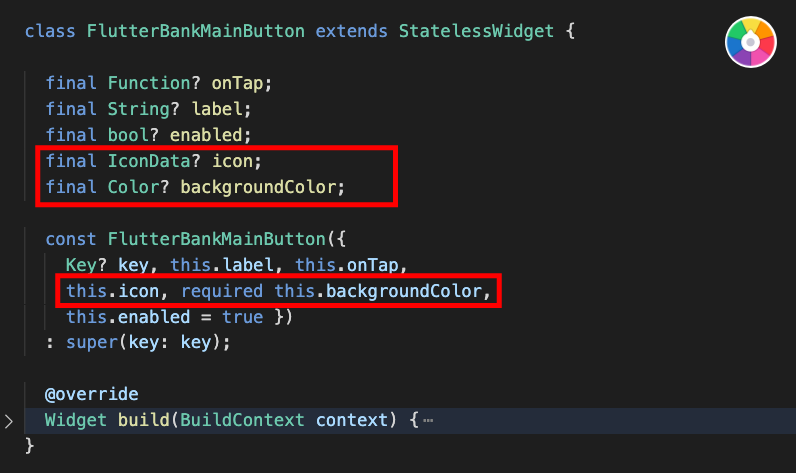 class FlutterBankMainButton extends StatelessWidget {
final Function? onTap;
final String? label;
final bool? enabled;
final IconData? icon;
final Color? backgroundColor;
const FlutterBankMainButton({
Key? key, this.label, this.onTap,
this.icon, required this.backgroundColor,
this.enabled = true })
: super(key: key);
@override
Widget build(BuildContext context) {⋯
}